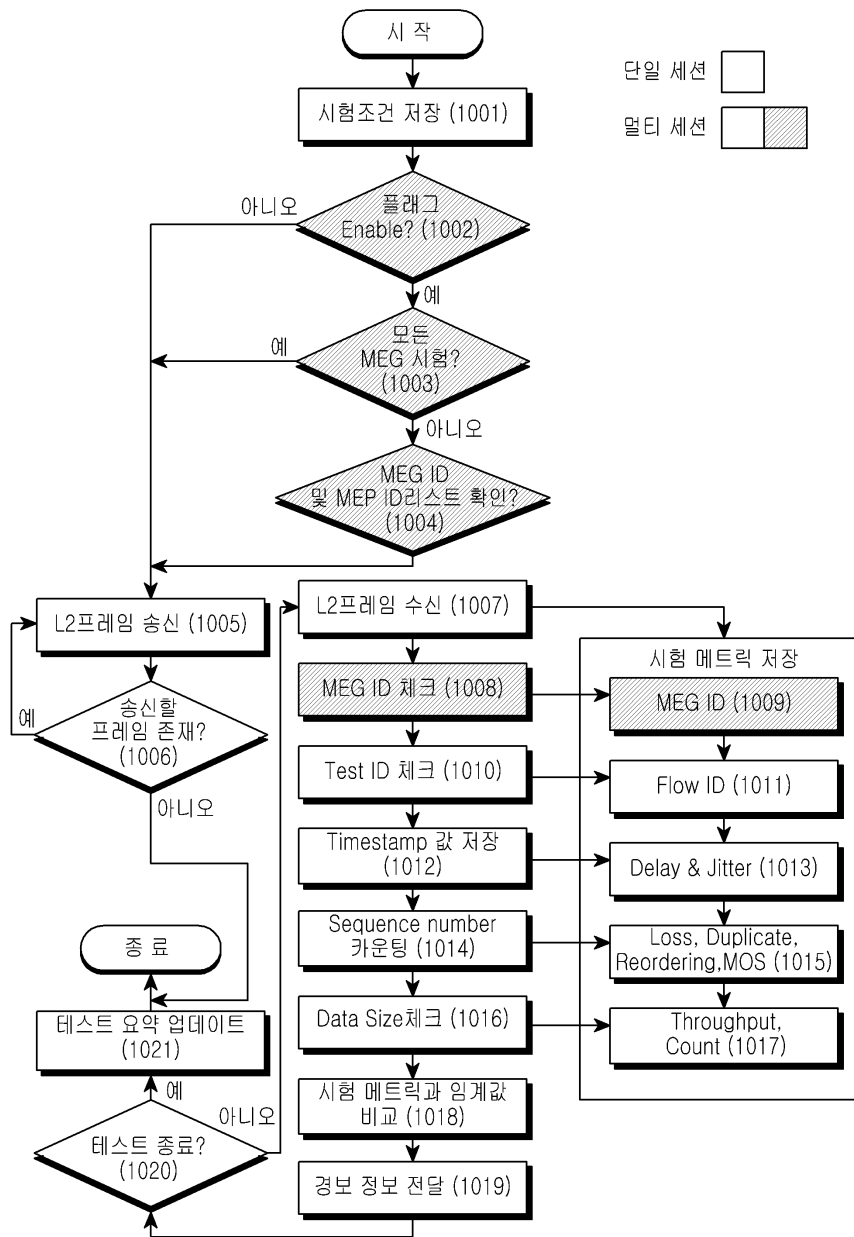 시 작
단일 세션
시험조건 저장 (1001)
멀티 세션
아니오
플래그
Enable? (1002)
예
예
모든
MEG 시험?
(1003)
아니오
MEG ID
및 MEP ID리스트 확인?
(1004)
L2프레임 송신 (1005)
L2프레임 수신 (1007)
시험 메트릭 저장
예
송신할
프레임 존재?
(1006)
MEG ID 체크 (1008)
MEG ID (1009)
아니오
Test ID 체크 (1010)
Flow ID (1011)
Timestamp 값 저장
(1012)
Delay & Jitter (1013)
종 료
Sequence number
카운팅 (1014)
Loss, Duplicate,
Reordering,MOS (1015)
테스트 요약 업데이트
(1021)
Data Size체크 (1016)
Throughput,
Count (1017)
예
아니오
시험 메트릭과 임계값
비교 (1018)
테스트 종료?
(1020)
경보 정보 전달 (1019)